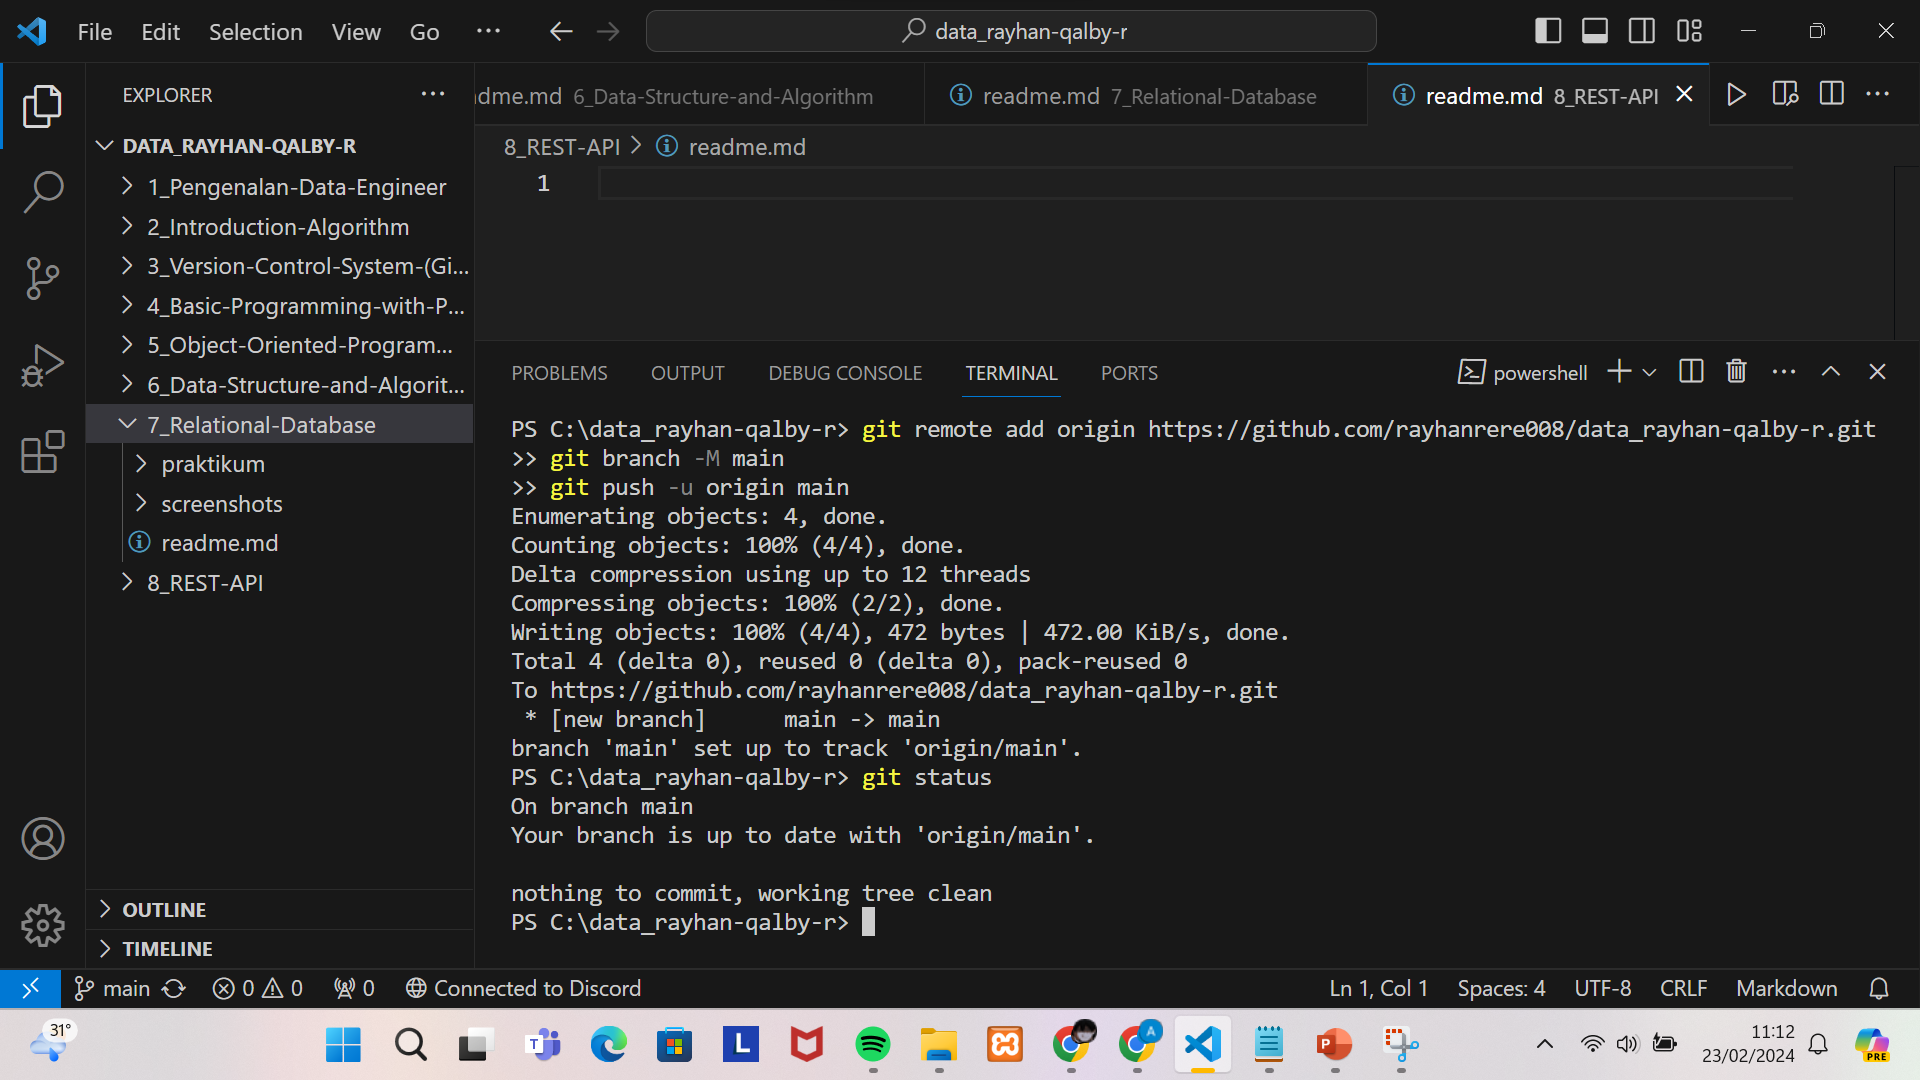 File Edit Selection View Go ··· data_rayhan-qalby-r
EXPLORER ···
DATA_RAYHAN-QALBY-R
1_Pengenalan-Data-Engineer
2_Introduction-Algorithm
3_Version-Control-System-(Gi...
4_Basic-Programming-with-P...
5_Object-Oriented-Program...
6_Data-Structure-and-Algorit...
7_Relational-Database
praktikum
screenshots
readme.md
8_REST-API
OUTLINE
TIMELINE
dme.md 6_Data-Structure-and-Algorithm readme.md 7_Relational-Database readme.md 8_REST-API
8_REST-API > readme.md
1
PROBLEMS OUTPUT DEBUG CONSOLE TERMINAL PORTS powershell
PS C:\data_rayhan-qalby-r> git remote add origin https://github.com/rayhanrere008/data_rayhan-qalby-r.git
>> git branch -M main
>> git push -u origin main
Enumerating objects: 4, done.
Counting objects: 100% (4/4), done.
Delta compression using up to 12 threads
Compressing objects: 100% (2/2), done.
Writing objects: 100% (4/4), 472 bytes | 472.00 KiB/s, done.
Total 4 (delta 0), reused 0 (delta 0), pack-reused 0
To https://github.com/rayhanrere008/data_rayhan-qalby-r.git
 * [new branch]      main -> main
branch 'main' set up to track 'origin/main'.
PS C:\data_rayhan-qalby-r> git status
On branch main
Your branch is up to date with 'origin/main'.
nothing to commit, working tree clean
PS C:\data_rayhan-qalby-r>
main 0 0 0 Connected to Discord Ln 1, Col 1 Spaces: 4 UTF-8 CRLF Markdown
31° T L A P PRE
11:12
23/02/2024